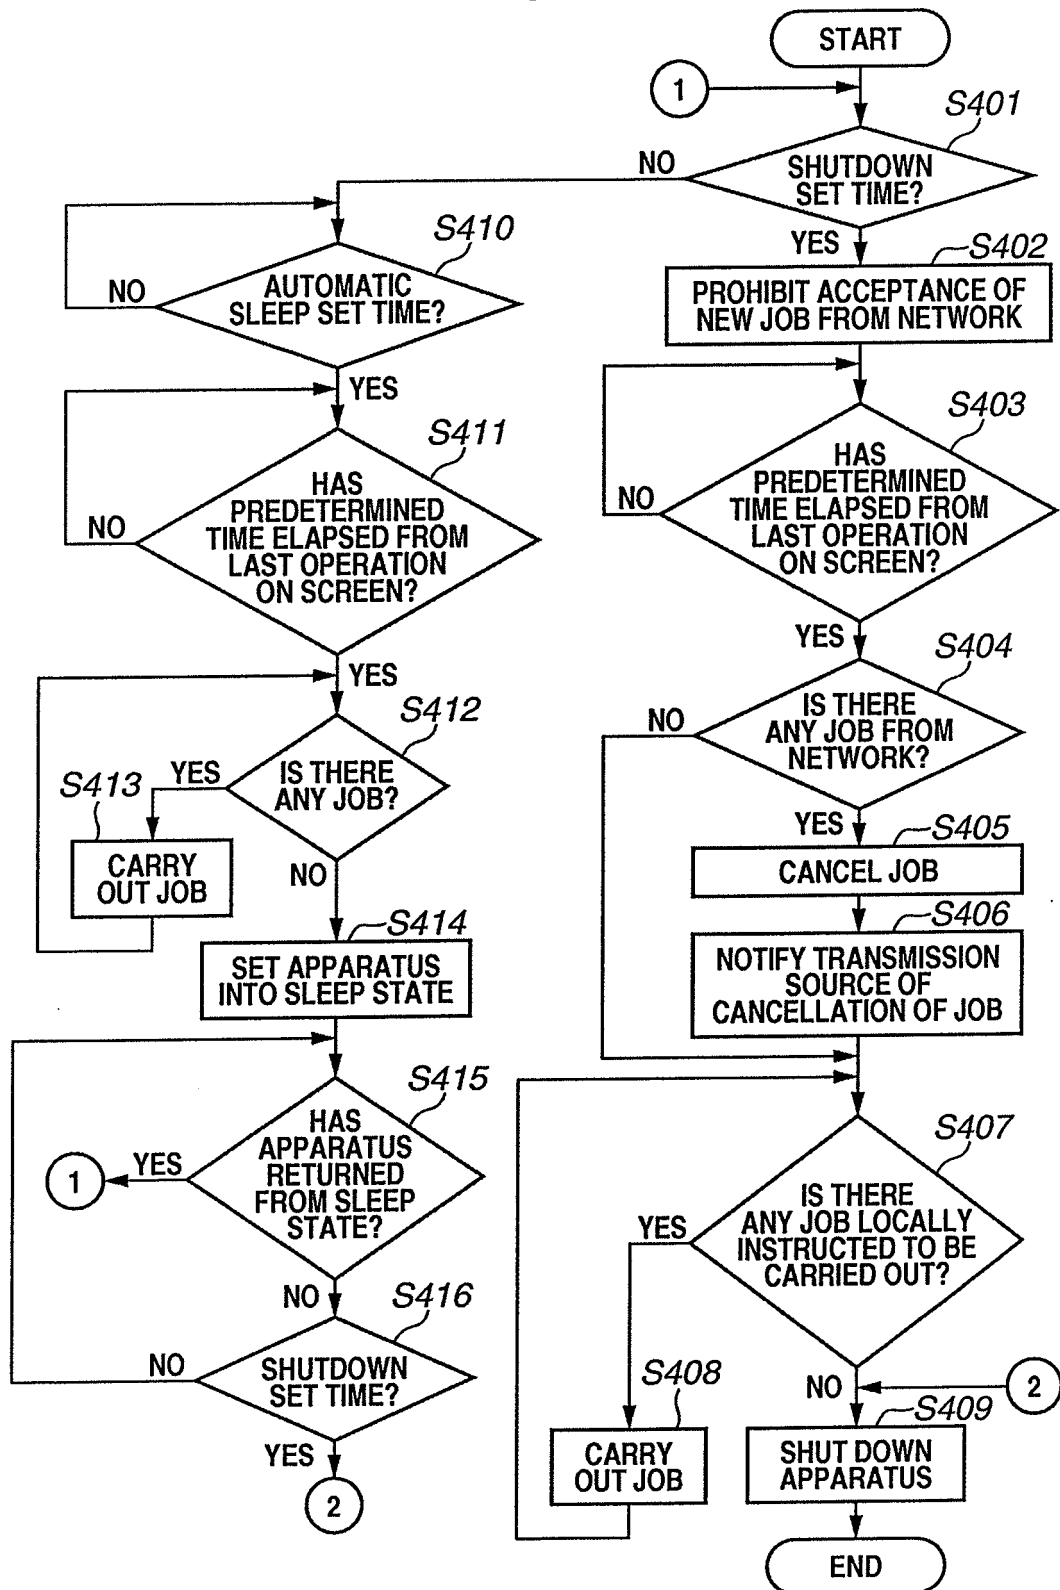 START
1
S401
NO
SHUTDOWN
SET TIME?
YES
S402
PROHIBIT ACCEPTANCE OF
NEW JOB FROM NETWORK
S403
HAS
PREDETERMINED
TIME ELAPSED FROM
LAST OPERATION
ON SCREEN?
NO
YES
S404
NO
IS THERE
ANY JOB FROM
NETWORK?
YES
S405
CANCEL JOB
S406
NOTIFY TRANSMISSION
SOURCE OF
CANCELLATION OF JOB
S407
YES
IS THERE
ANY JOB LOCALLY
INSTRUCTED TO BE
CARRIED OUT?
S408
CARRY
OUT JOB
NO
2
S409
SHUT DOWN
APPARATUS
END
S410
NO
AUTOMATIC
SLEEP SET TIME?
YES
S411
HAS
PREDETERMINED
TIME ELAPSED FROM
LAST OPERATION
ON SCREEN?
NO
YES
S412
YES
IS THERE
ANY JOB?
S413
CARRY
OUT JOB
NO
S414
SET APPARATUS
INTO SLEEP STATE
S415
HAS
APPARATUS
RETURNED
FROM SLEEP
STATE?
YES
1
NO
S416
NO
SHUTDOWN
SET TIME?
YES
2